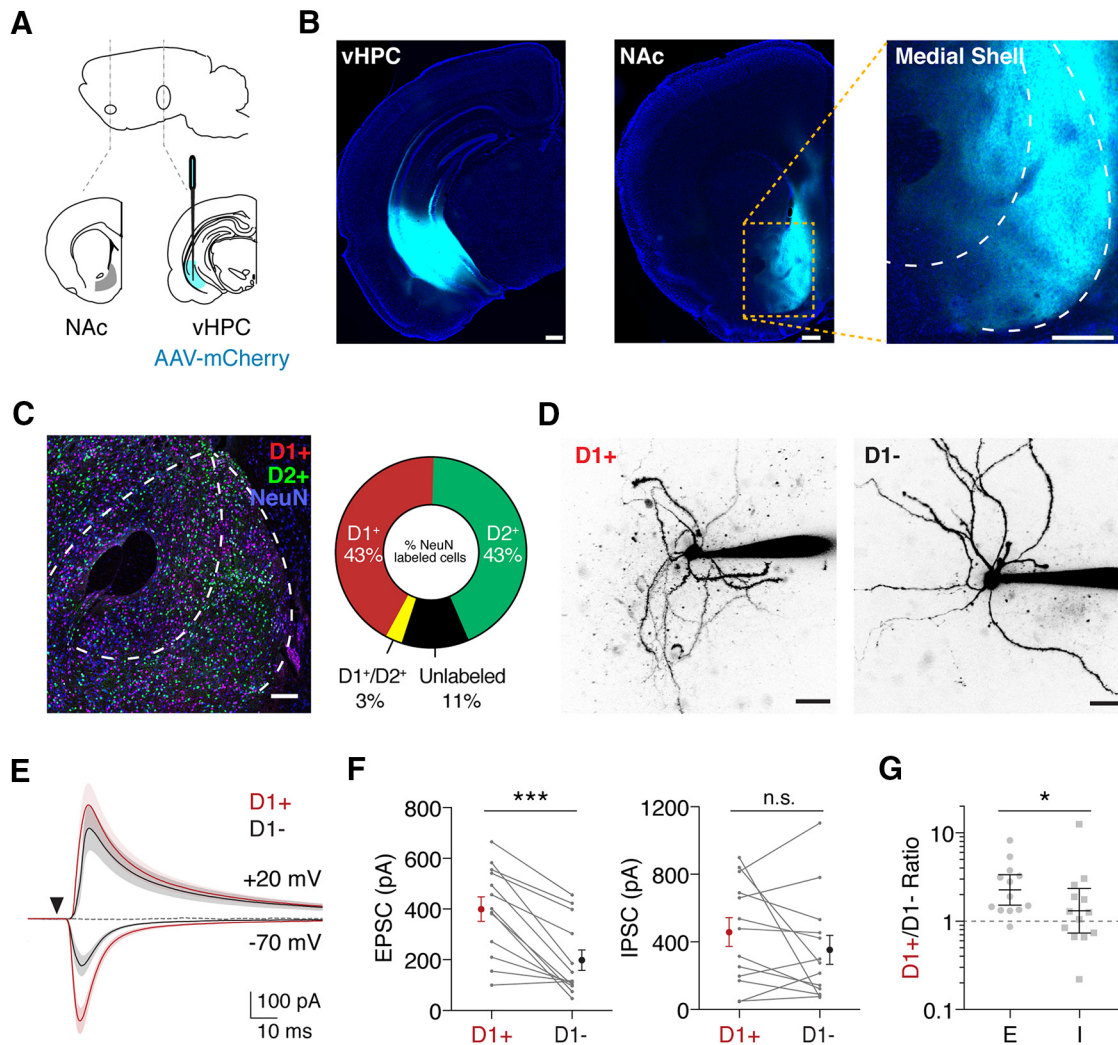 A
NAc
vHPC
AAV-mCherry
B
vHPC
NAc
Medial Shell
C
D1+
D2+
NeuN
D1⁺
43%
% NeuN
labeled cells
D2⁺
43%
D1⁺/D2⁺
3%
Unlabeled
11%
D
D1+
D1-
E
D1+
D1-
+20 mV
-70 mV
100 pA
10 ms
F
***
EPSC (pA)
800
600
400
200
0
D1+
D1-
n.s.
IPSC (pA)
1200
800
400
0
D1+
D1-
G
*
D1+/D1- Ratio
10
1
0.1
E
I